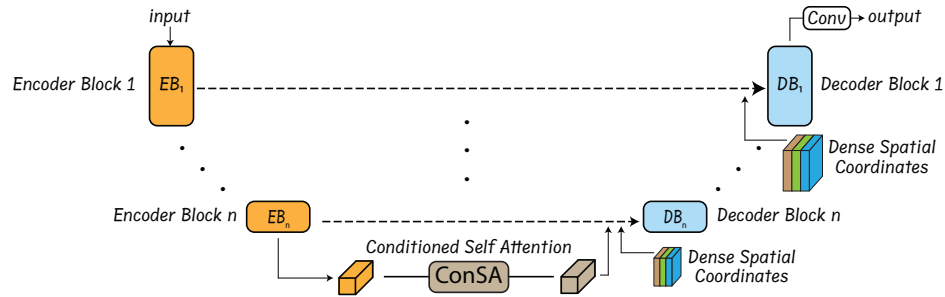 input
Conv
output
Encoder Block 1
EB₁
DB₁
Decoder Block 1
Dense Spatial
Coordinates
Encoder Block n
EBₙ
DBₙ
Decoder Block n
Conditioned Self Attention
ConSA
Dense Spatial
Coordinates